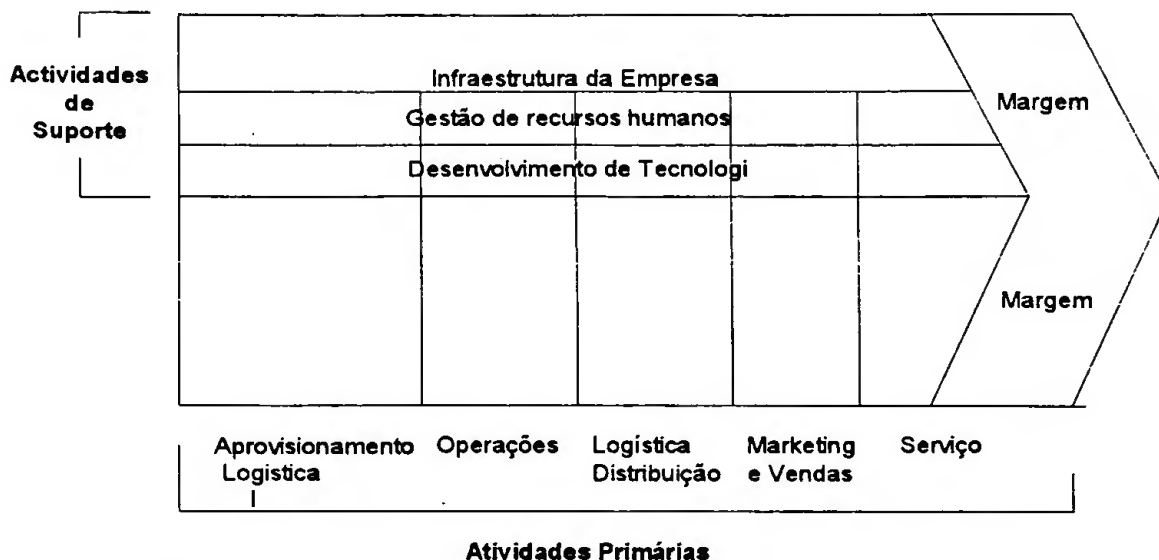 Actividades
de
Suporte
Infraestrutura da Empresa
Gestão de recursos humanos
Desenvolvimento de Tecnologi
Margem
Margem
Aprovisionamento
Logistica
Operações
Logística
Distribuição
Marketing
e Vendas
Serviço
Atividades Primárias